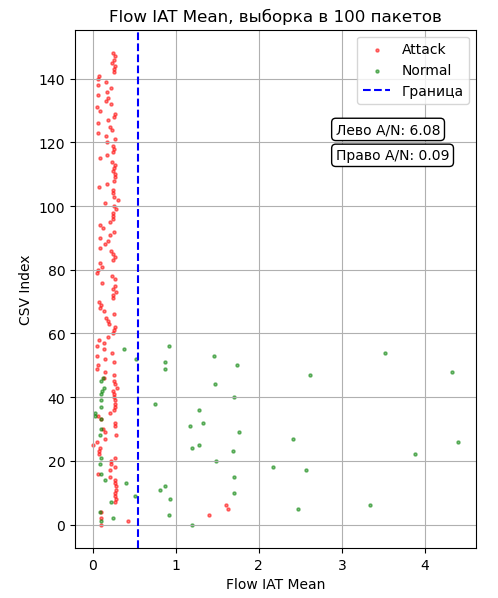 Flow IAT Mean, выборка в 100 пакетов
Attack
Normal
Граница
Лево A/N: 6.08
Право A/N: 0.09
CSV Index
140
120
100
80
60
40
20
0
0
1
2
3
4
Flow IAT Mean